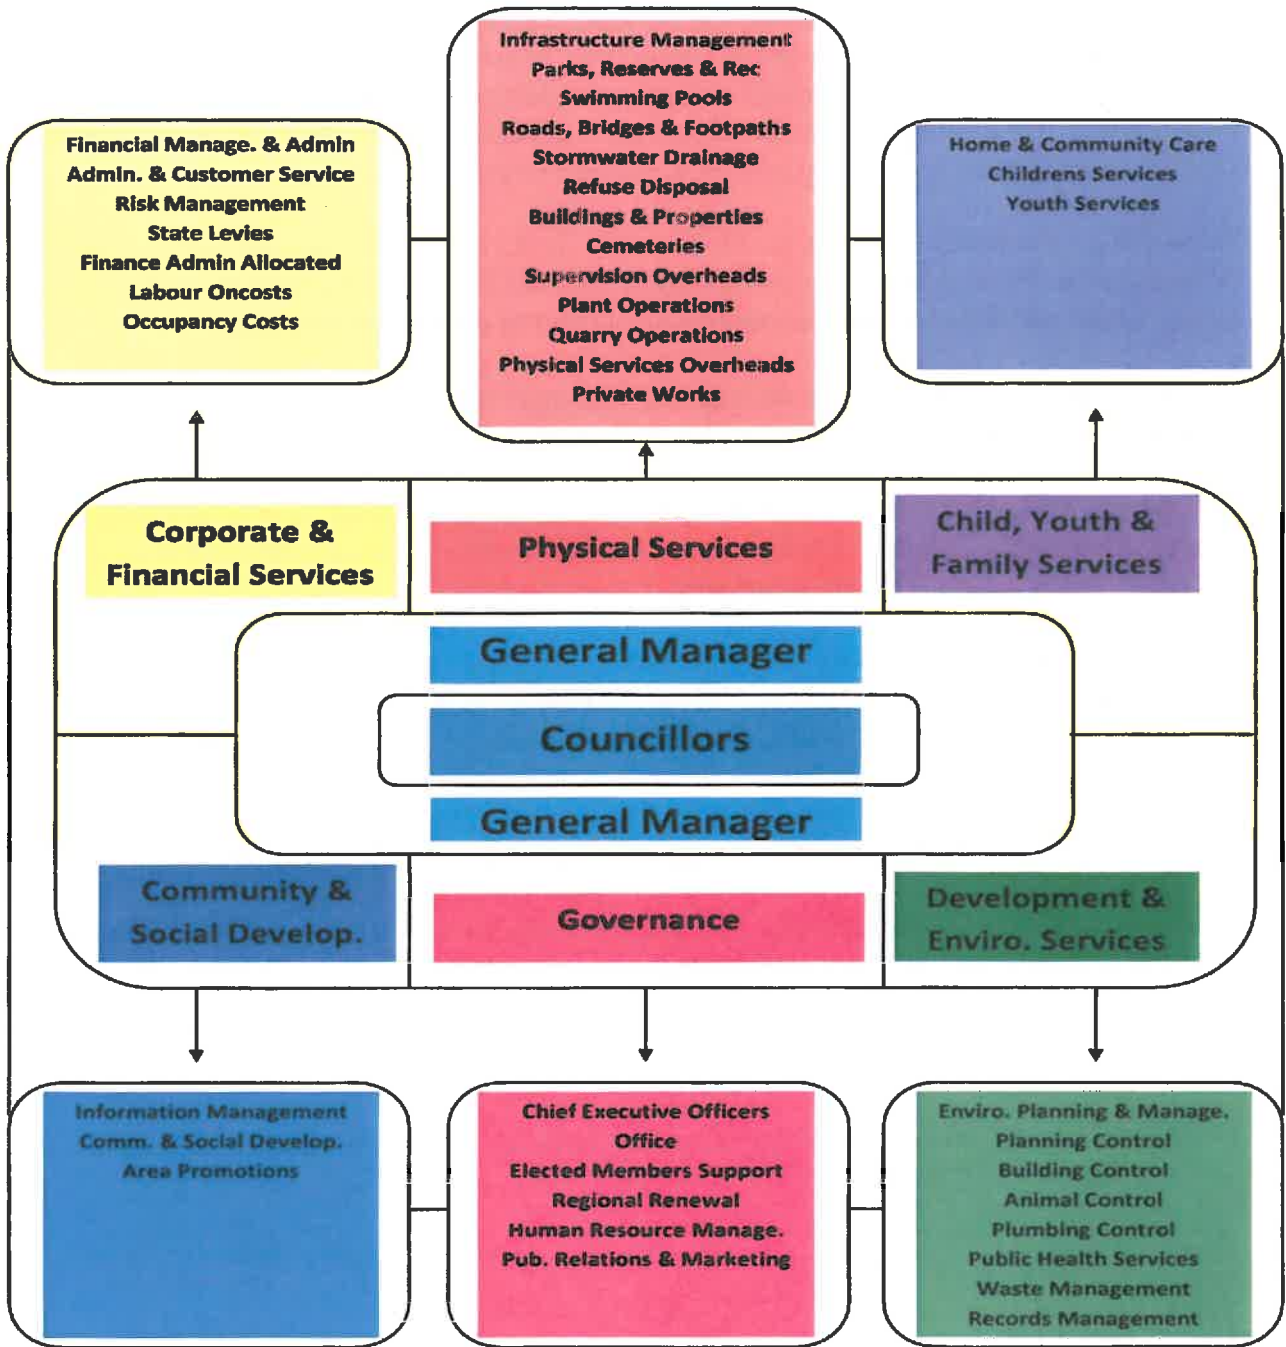 Infrastructure Management
Parks, Reserves & Rec
Swimming Pools
Roads, Bridges & Footpaths
Stormwater Drainage
Refuse Disposal
Buildings & Properties
Cemeteries
Supervision Overheads
Plant Operations
Quarry Operations
Physical Services Overheads
Private Works
Financial Manage. & Admin
Admin. & Customer Service
Risk Management
State Levies
Finance Admin Allocated
Labour Oncosts
Occupancy Costs
Home & Community Care
Childrens Services
Youth Services
Corporate &
Financial Services
Physical Services
Child, Youth &
Family Services
General Manager
Councillors
General Manager
Community &
Social Develop.
Governance
Development &
Enviro. Services
Information Management
Comm. & Social Develop.
Area Promotions
Chief Executive Officers
Office
Elected Members Support
Regional Renewal
Human Resource Manage.
Pub. Relations & Marketing
Enviro. Planning & Manage.
Planning Control
Building Control
Animal Control
Plumbing Control
Public Health Services
Waste Management
Records Management